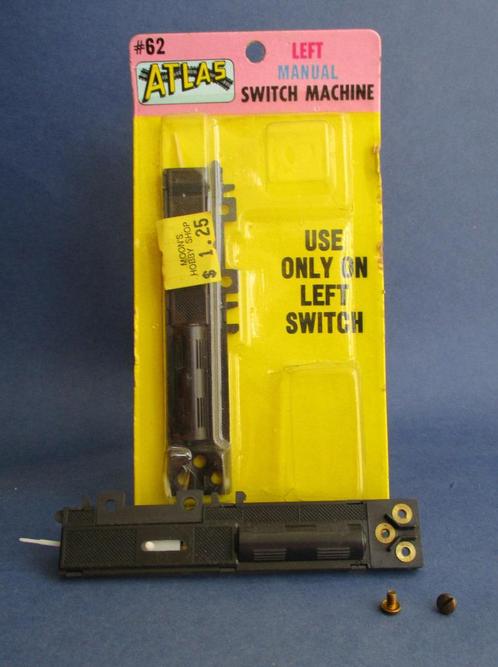 #62
ATLAS
LEFT
MANUAL
SWITCH MACHINE
MOON'S
HOBBY SHOP
$ 1.25
USE
ONLY ON
LEFT
SWITCH